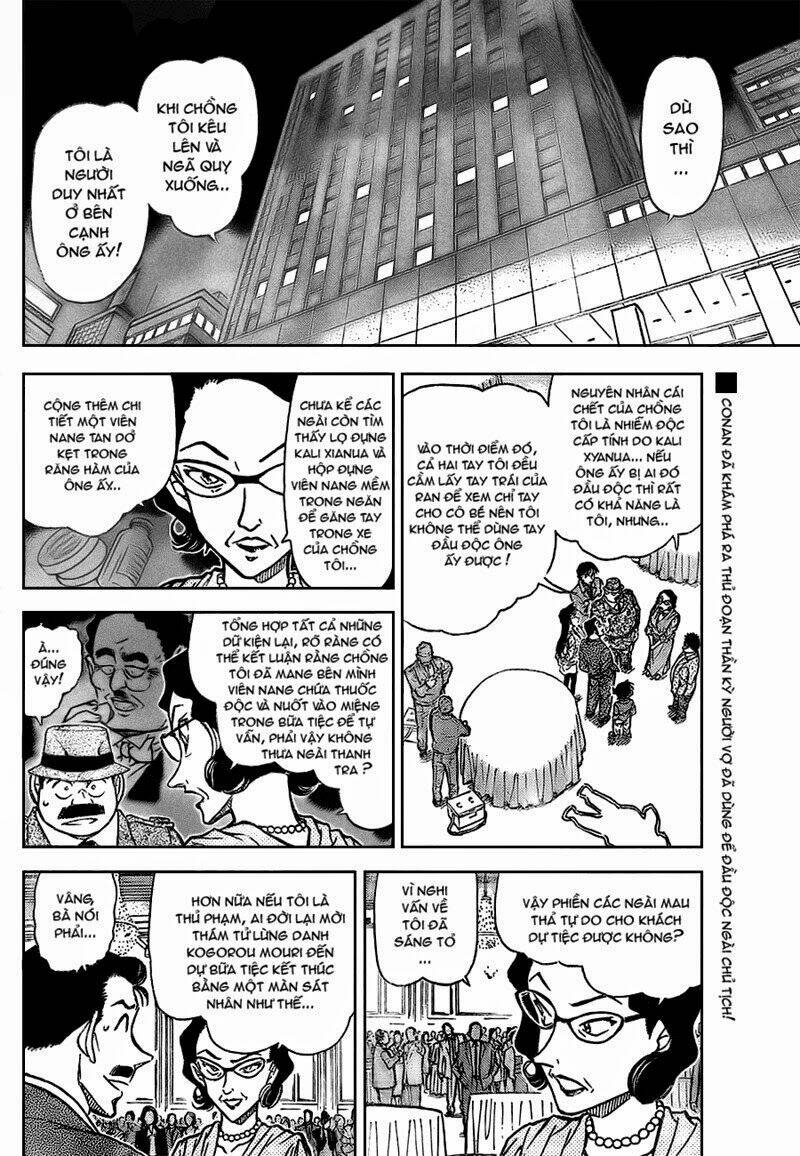 DÙ
SAO
THÌ
...
KHI CHỒNG
TÔI KÊU
LÊN VÀ
NGÃ QUỴ
XUỐNG..
TÔI LÀ
NGƯỜI
DUY NHẤT
Ở BÊN
CẠNH
ÔNG ẤY!
CONAN ĐÃ KHÁM PHÁ RA THỦ ĐOẠN THẦN KỲ NGƯỜI VỢ ĐÃ DÙNG ĐỂ ĐẦU ĐỘC NGÀI CHỦ TỊCH!
NGUYÊN NHÂN CÁI
CHẾT CỦA CHỒNG
TÔI LÀ NHIỄM ĐỘC
CẤP TÍNH DO KALI
XYANUA... NẾU
ÔNG ẤY BỊ AI ĐÓ
ĐẦU ĐỘC THÌ RẤT
CÓ KHẢ NĂNG LÀ
TÔI, NHƯNG...
VÀO THỜI ĐIỂM ĐÓ,
CẢ HAI TAY TÔI ĐỀU
CẦM LẤY TAY TRÁI CỦA
RAN ĐỂ XEM CHỈ TAY
CHO CÔ BÉ NÊN TÔI
KHÔNG THỂ DÙNG TAY
ĐẦU ĐỘC ÔNG
ẤY ĐƯỢC !
CHƯA KỂ CÁC
NGÀI CÒN TÌM
THẤY LỌ ĐỰNG
KALI XIANUA VÀ
HỘP ĐỰNG
VIÊN NANG MỀM
TRONG NGĂN
ĐỂ GĂNG TAY
TRONG XE
CỦA CHỒNG
TÔI...
CỘNG THÊM CHI
TIẾT MỘT VIÊN
NANG TAN DỞ
KẸT TRONG
RĂNG HÀM CỦA
ÔNG ẤY..
TỔNG HỢP TẤT CẢ NHỮNG
DỮ KIỆN LẠI, RÕ RÀNG CÓ
THỂ KẾT LUẬN RẰNG CHỒNG
TÔI ĐÃ MANG BÊN MÌNH
VIÊN NANG CHỨA THUỐC
ĐỘC VÀ NUỐT VÀO MIỆNG
TRONG BỮA TIỆC ĐỂ TỰ
VẪN, PHẢI VẬY KHÔNG
THƯA NGÀI THANH
TRA ?
À...
ĐÚNG
VẬY!
VẬY PHIỀN CÁC NGÀI MAU
THẢ TỰ DO CHO KHÁCH
DỰ TIỆC ĐƯỢC KHÔNG?
VÌ NGHI
VẤN VỀ
TÔI ĐÃ
SÁNG TỎ
...
HƠN NỮA NẾU TÔI LÀ
THỦ PHẠM, AI ĐỜI LẠI MỜI
THÁM TỬ LỪNG DANH
KOGOROU MOURI ĐẾN
DỰ BỮA TIỆC KẾT THÚC
BẰNG MỘT MÀN SÁT
NHÂN NHƯ THẾ...
VÂNG,
BÀ NÓI
PHẢI...